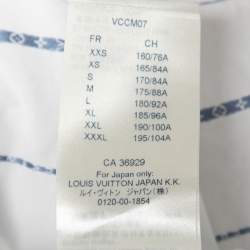 VCCM07
FR CH
XXS 160/76A
XS 165/84A
S 170/84A
M 175/88A
L 180/92A
XL 185/96A
XXL 190/100A
XXXL 195/104A
CA 36929
For Japan only:
LOUIS VUITTON JAPAN K.K.
ルイ・ヴィトン ジャパン(株)
0120-00-1854